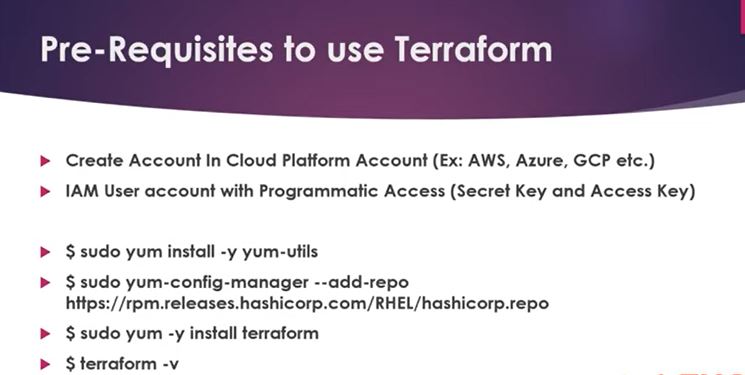 Pre-Requisites to use Terraform
Create Account In Cloud Platform Account (Ex: AWS, Azure, GCP etc.)
IAM User account with Programmatic Access (Secret Key and Access Key)
$ sudo yum install -y yum-utils
$ sudo yum-config-manager --add-repo
https://rpm.releases.hashicorp.com/RHEL/hashicorp.repo
$ sudo yum -y install terraform
$ terraform -v